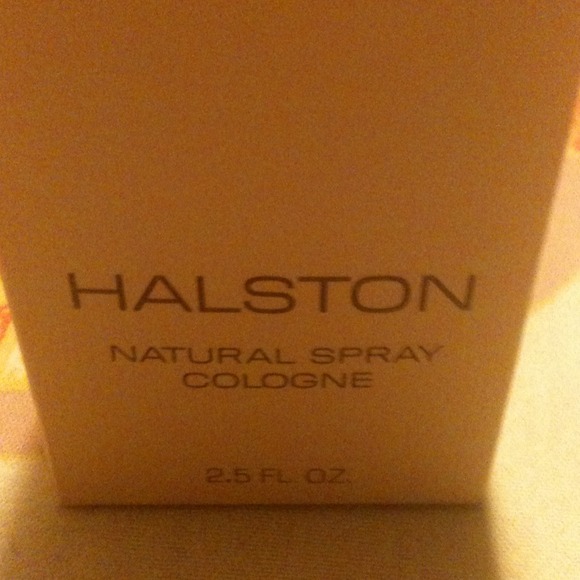 HALSTON
NATURAL SPRAY
COLOGNE
2.5 FL. OZ.